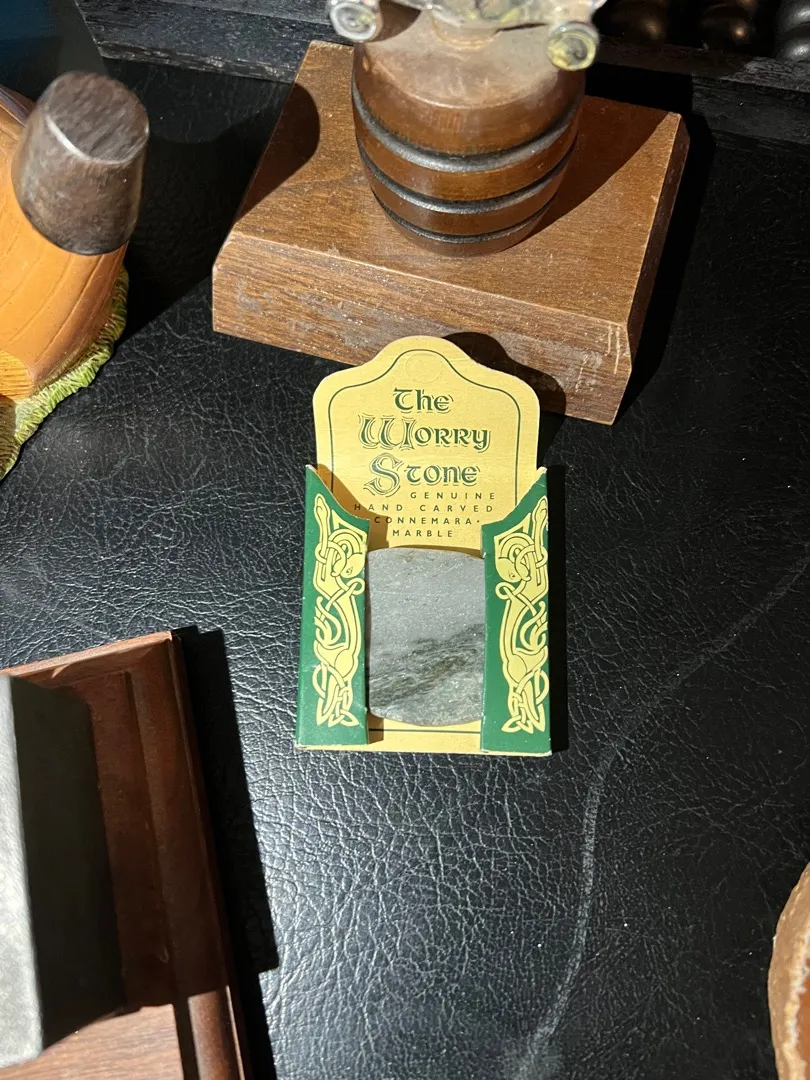 The
Worry
Stone
GENUINE
HAND CARVED
CONNEMARA·
MARBLE